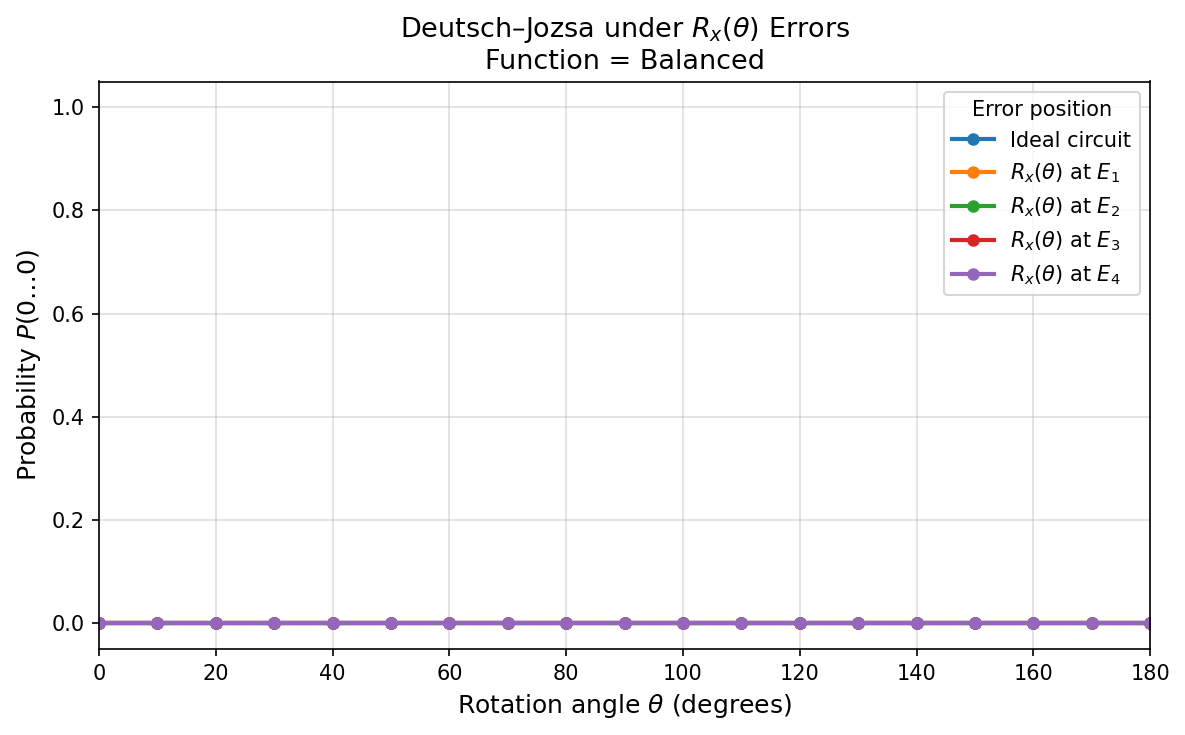 Deutsch–Jozsa under Rₓ(θ) Errors
Function = Balanced
Probability P(0...0)
1.0
0.8
0.6
0.4
0.2
0.0
Error position
Ideal circuit
Rₓ(θ) at E₁
Rₓ(θ) at E₂
Rₓ(θ) at E₃
Rₓ(θ) at E₄
0 20 40 60 80 100 120 140 160 180
Rotation angle θ (degrees)